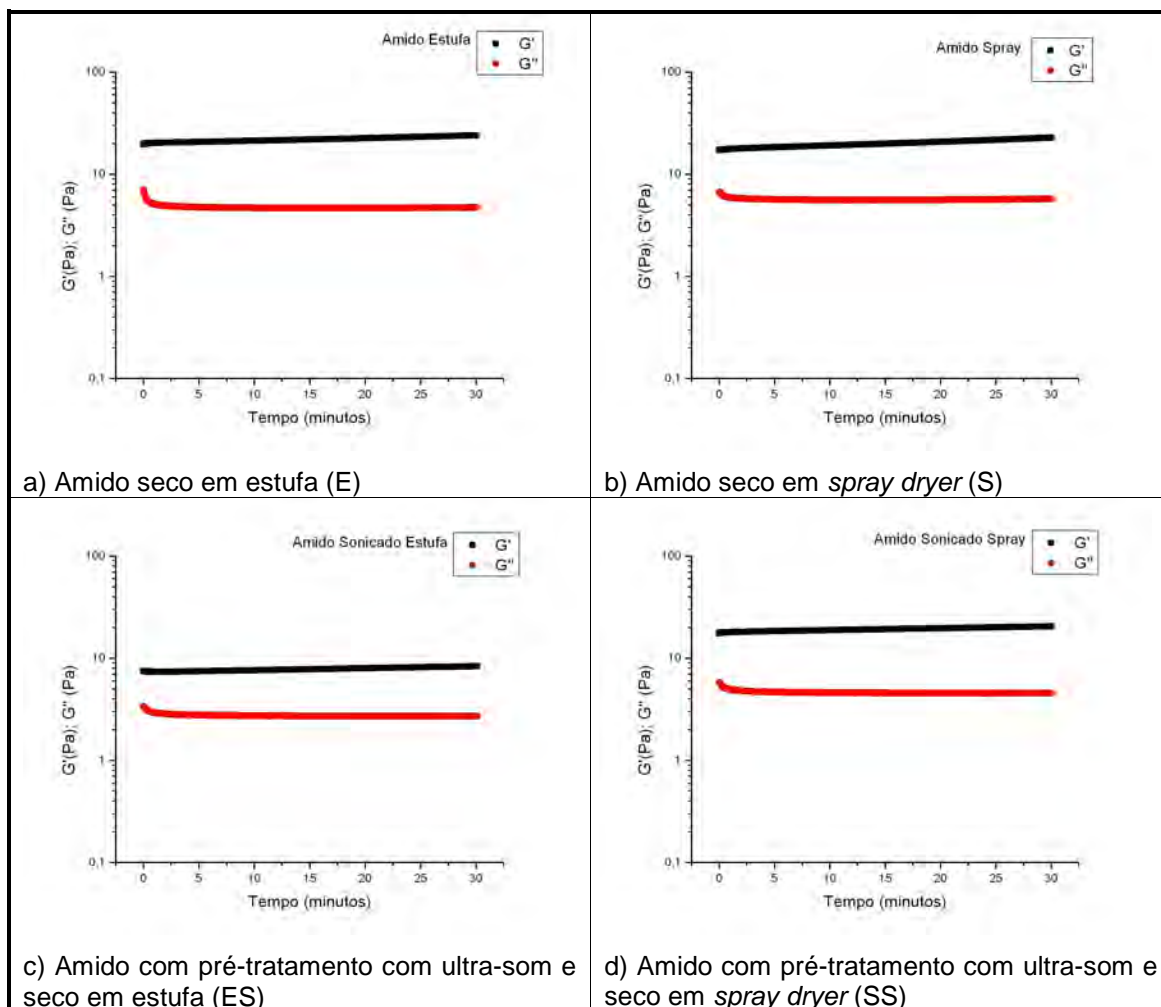 Amido Estufa
G'
G"
100
10
1
0,1
G'(Pa); G" (Pa)
0 5 10 15 20 25 30
Tempo (minutos)
a) Amido seco em estufa (E)
Amido Spray
G'
G"
100
10
1
0,1
G'(Pa); G"(Pa)
0 5 10 15 20 25 30
Tempo (minutos)
b) Amido seco em spray dryer (S)
Amido Sonicado Estufa
G'
G"
100
10
1
0,1
G'(Pa); G" (Pa)
0 5 10 15 20 25 30
Tempo (minutos)
c) Amido com pré-tratamento com ultra-som e
seco em estufa (ES)
Amido Sonicado Spray
G'
G"
100
10
1
0,1
G'(Pa); G" (Pa)
0 5 10 15 20 25 30
Tempo (minutos)
d) Amido com pré-tratamento com ultra-som e
seco em spray dryer (SS)